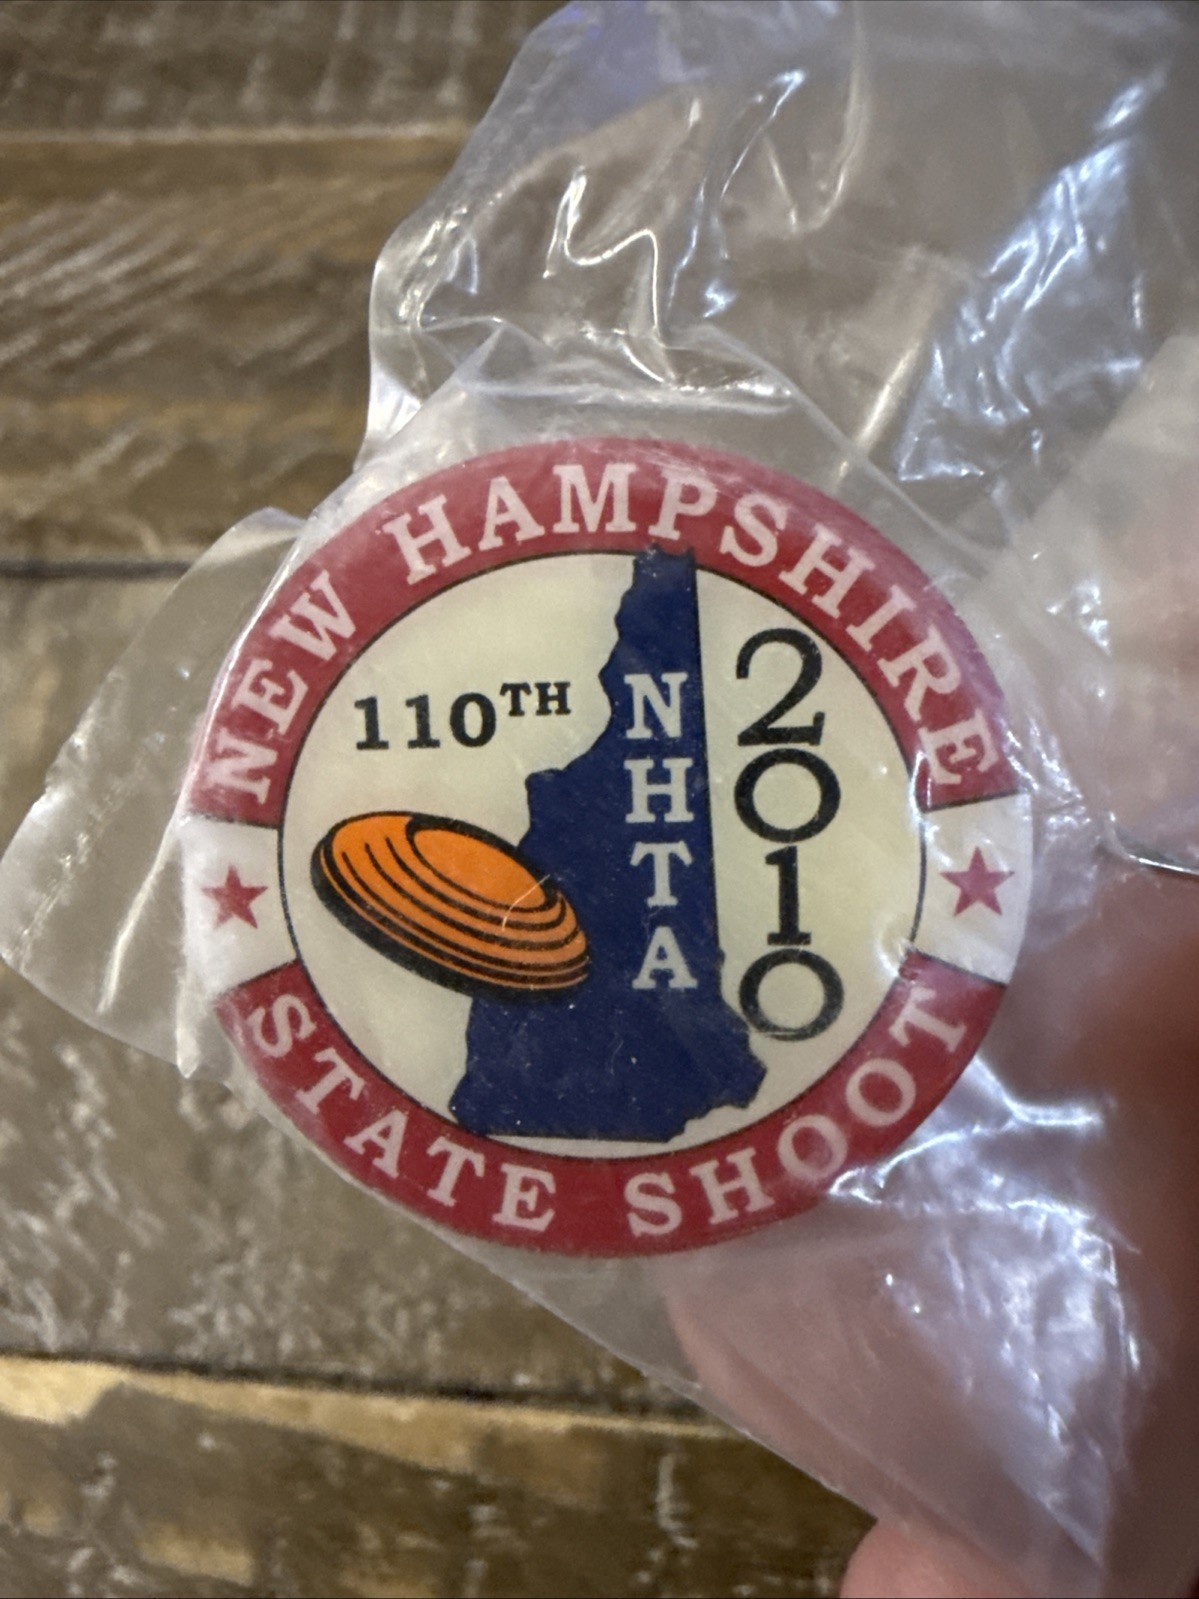 NEW HAMPSHIRE
110TH
NHTA
2010
STATE SHOOT